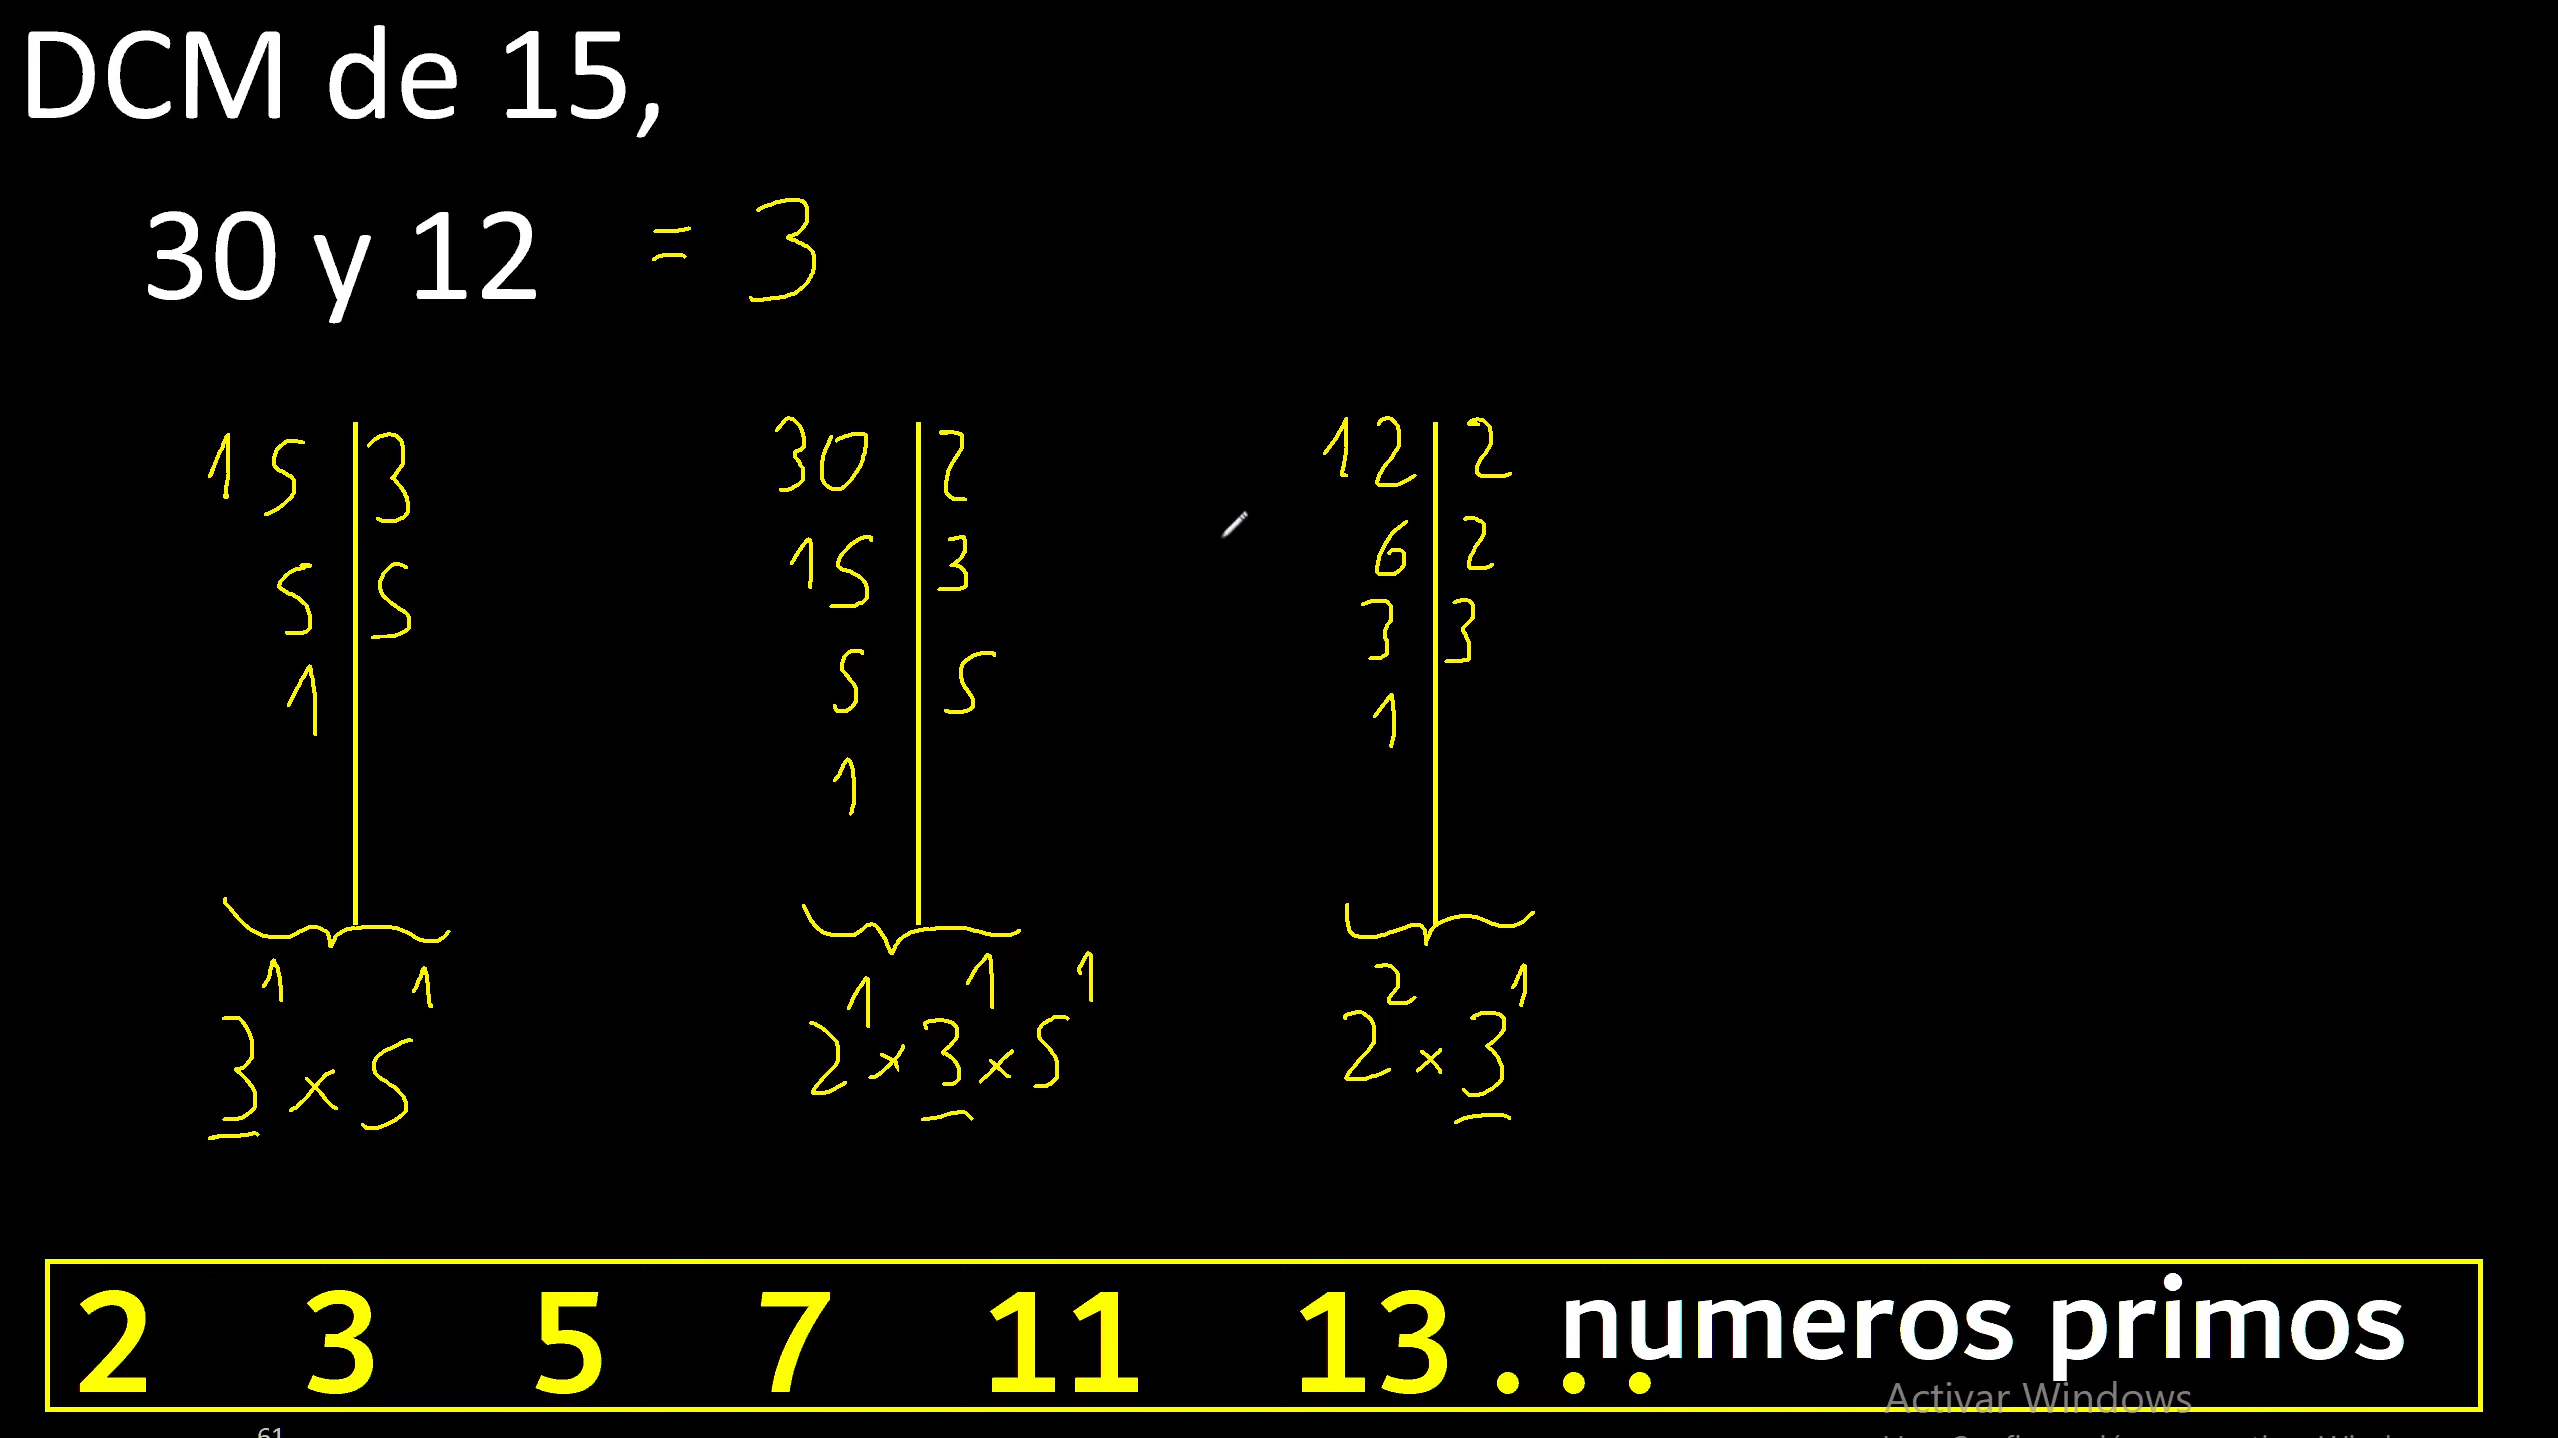 DCM de 15,
30 y 12 = 3
15 3
5 5
1
3¹ x 5¹
30 2
15 3
5 5
1
2¹ x 3¹ x 5¹
12 2
6 2
3 3
1
2² x 3¹
2 3 5 7 11 13 ... numeros primos
Activar Windows
61